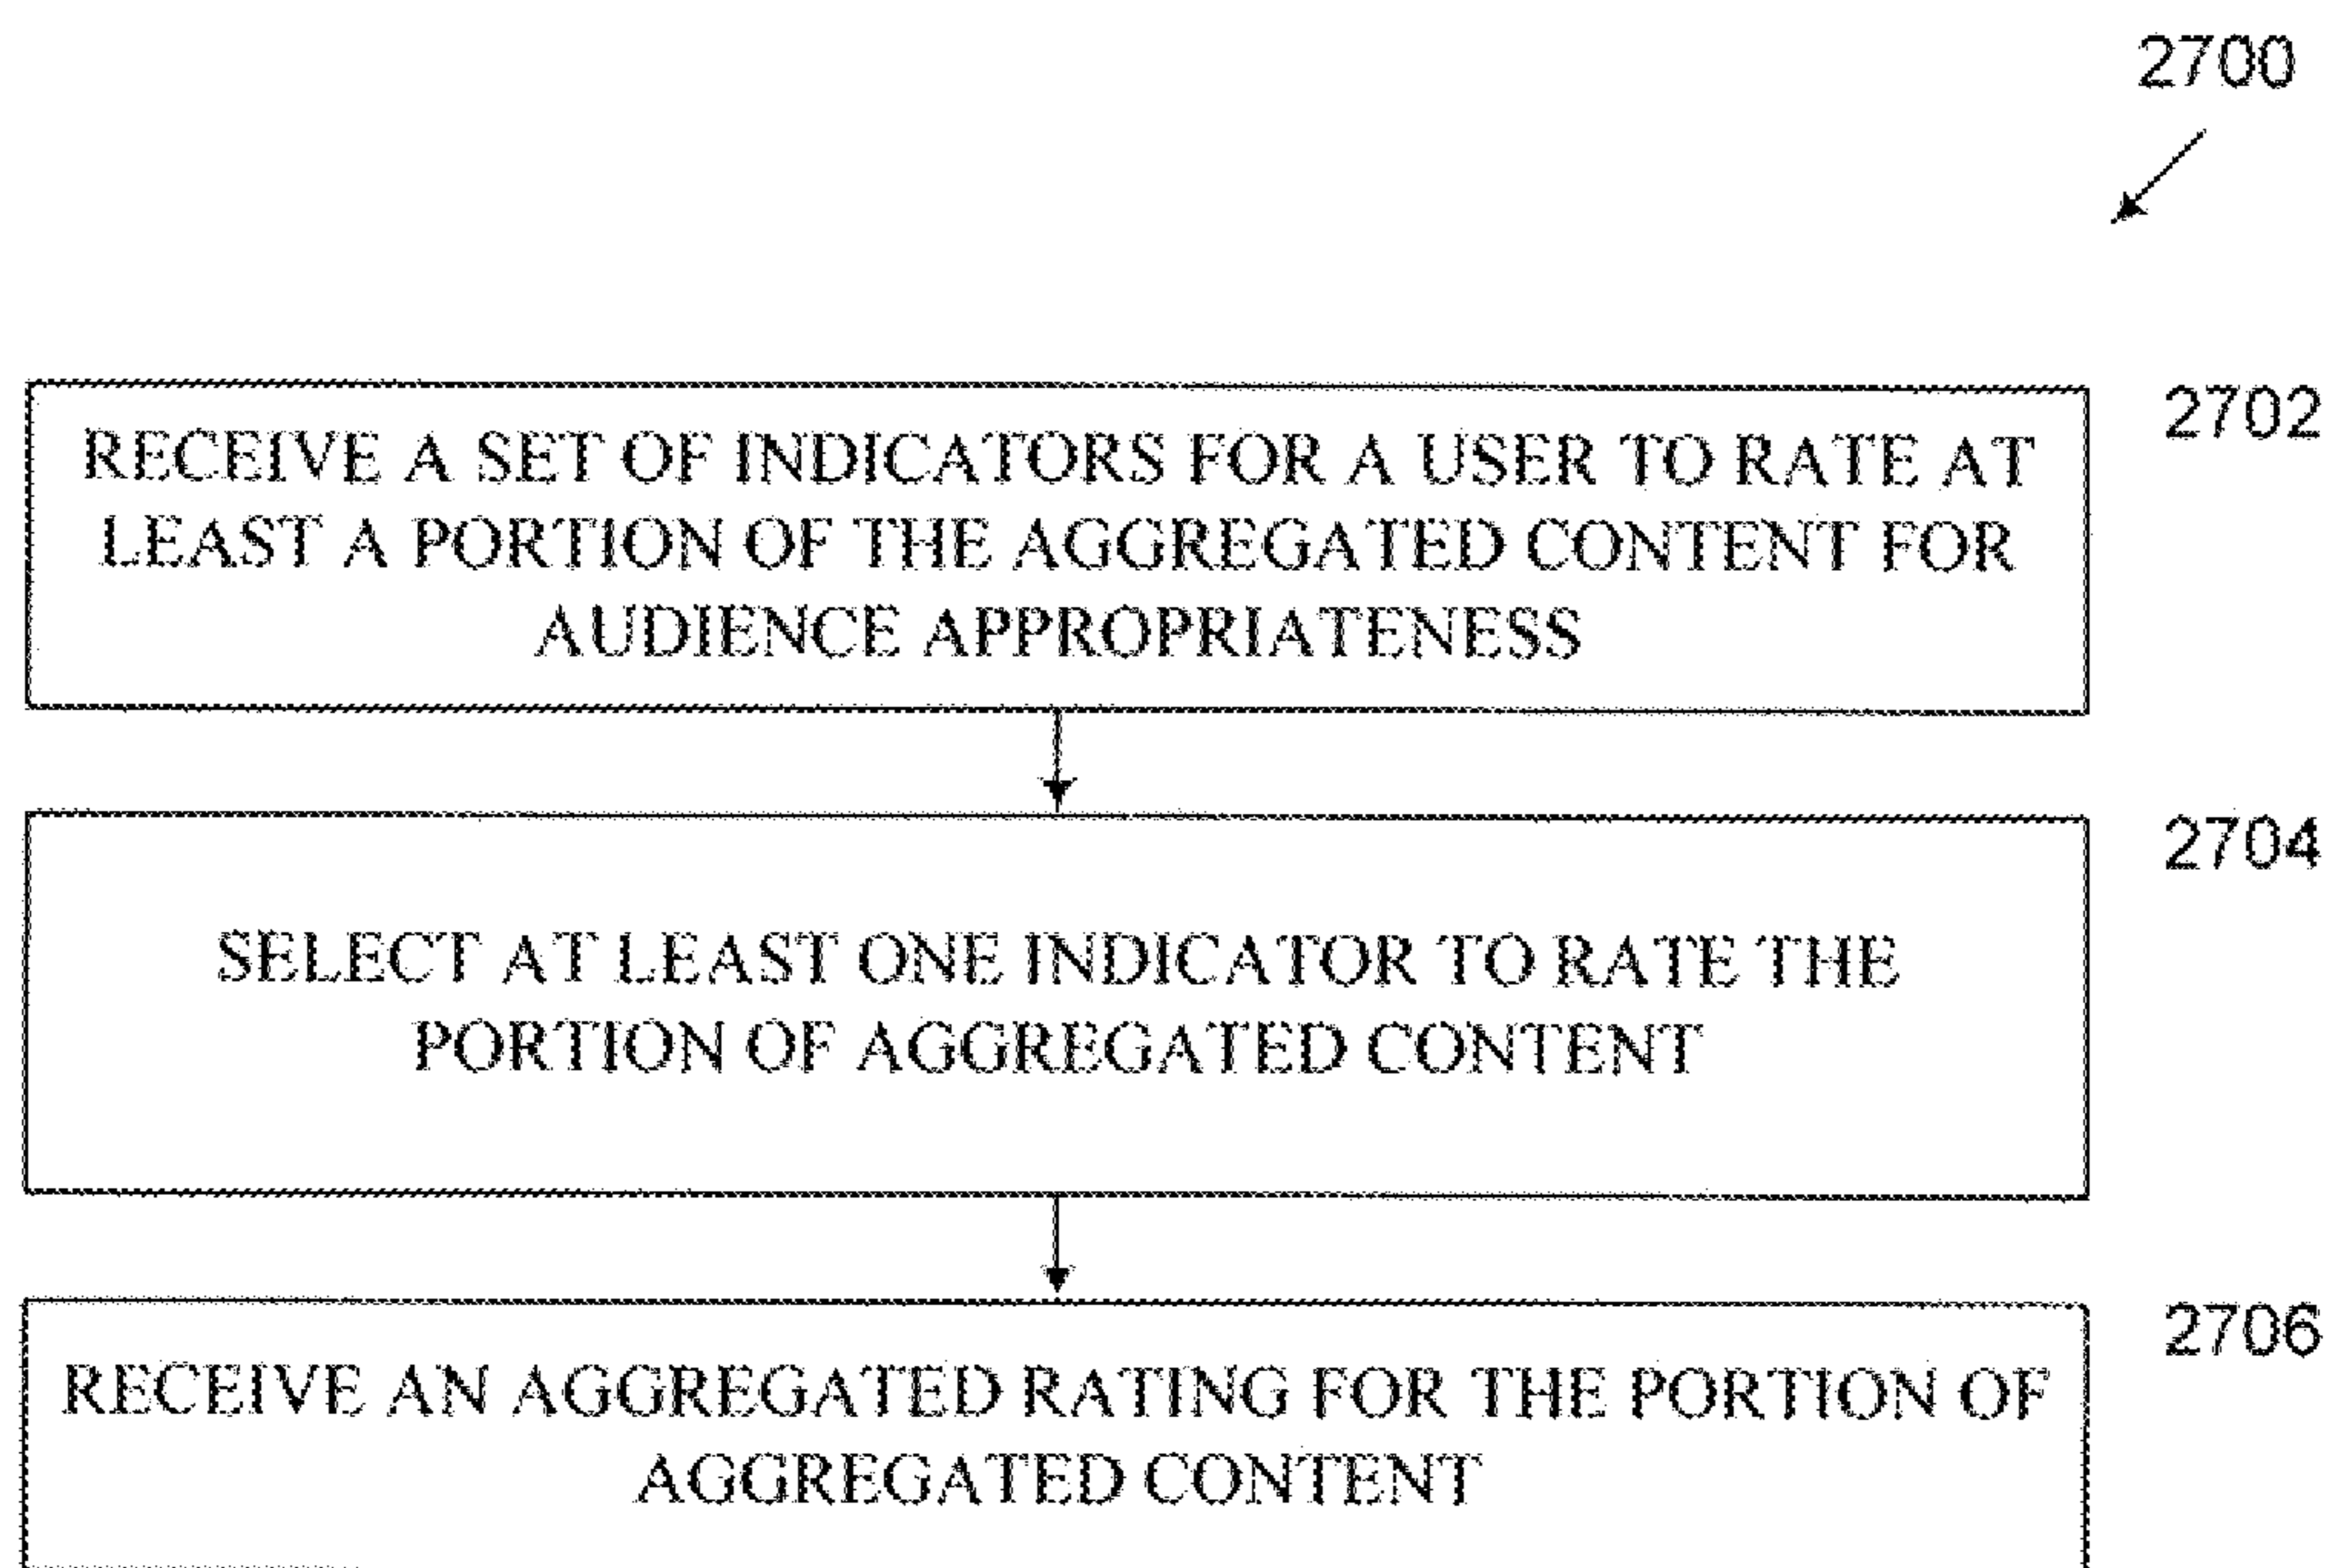 2700
RECEIVE A SET OF INDICATORS FOR A USER TO RATE AT
2702
LEAST A PORTION OF THE AGGREGATED CONTENT FOR
AUDIENCE APPROPRIATENESS
2704
SELECT AT LEAST ONE INDICATOR TO RATE THE
PORTION OF AGGREGATED CONTENT
2706
RECEIVE AN AGGREGATED RATING FOR THE PORTION OF
AGGREGATED CONTENT